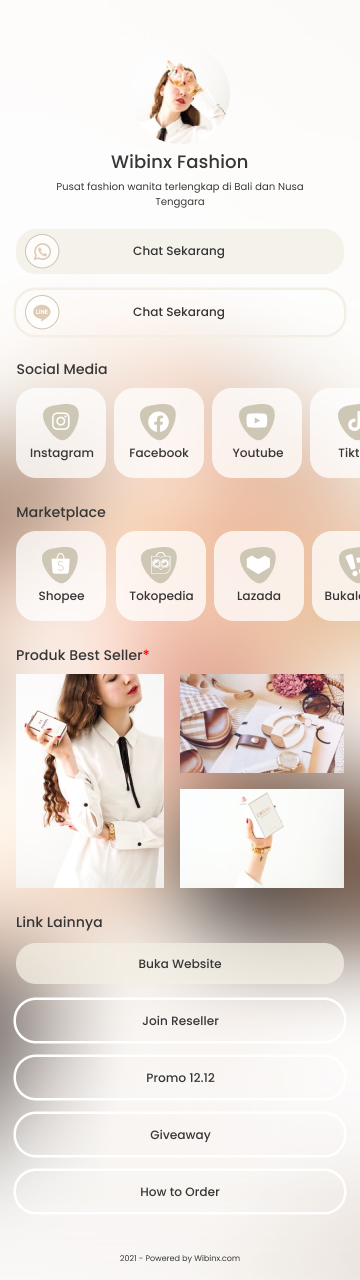 Wibinx Fashion
Pusat fashion wanita terlengkap di Bali dan Nusa
Tenggara
Chat Sekarang
LINE
Chat Sekarang
Social Media
Instagram
Facebook
Youtube
Tikt
Marketplace
S
Shopee
Tokopedia
Lazada
Bukala
Produk Best Seller*
Link Lainnya
Buka Website
Join Reseller
Promo 12.12
Giveaway
How to Order
2021 - Powered by Wibinx.com